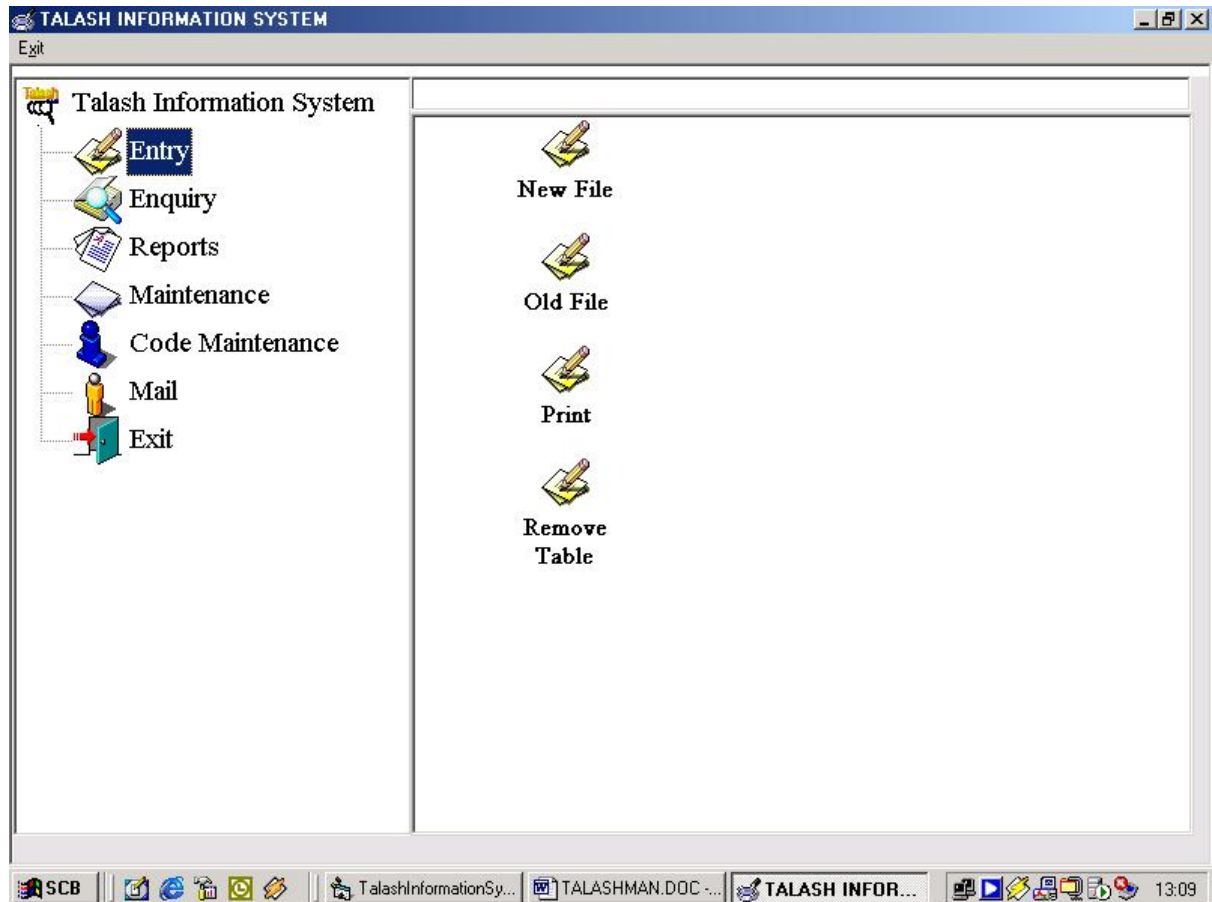 TALASH INFORMATION SYSTEM
Exit
Talash
Talash Information System
Entry
Enquiry
Reports
Maintenance
Code Maintenance
Mail
Exit
New File
Old File
Print
Remove
Table
SCB
TalashInformationSy...
TALASHMAN.DOC -...
TALASH INFOR...
13:09